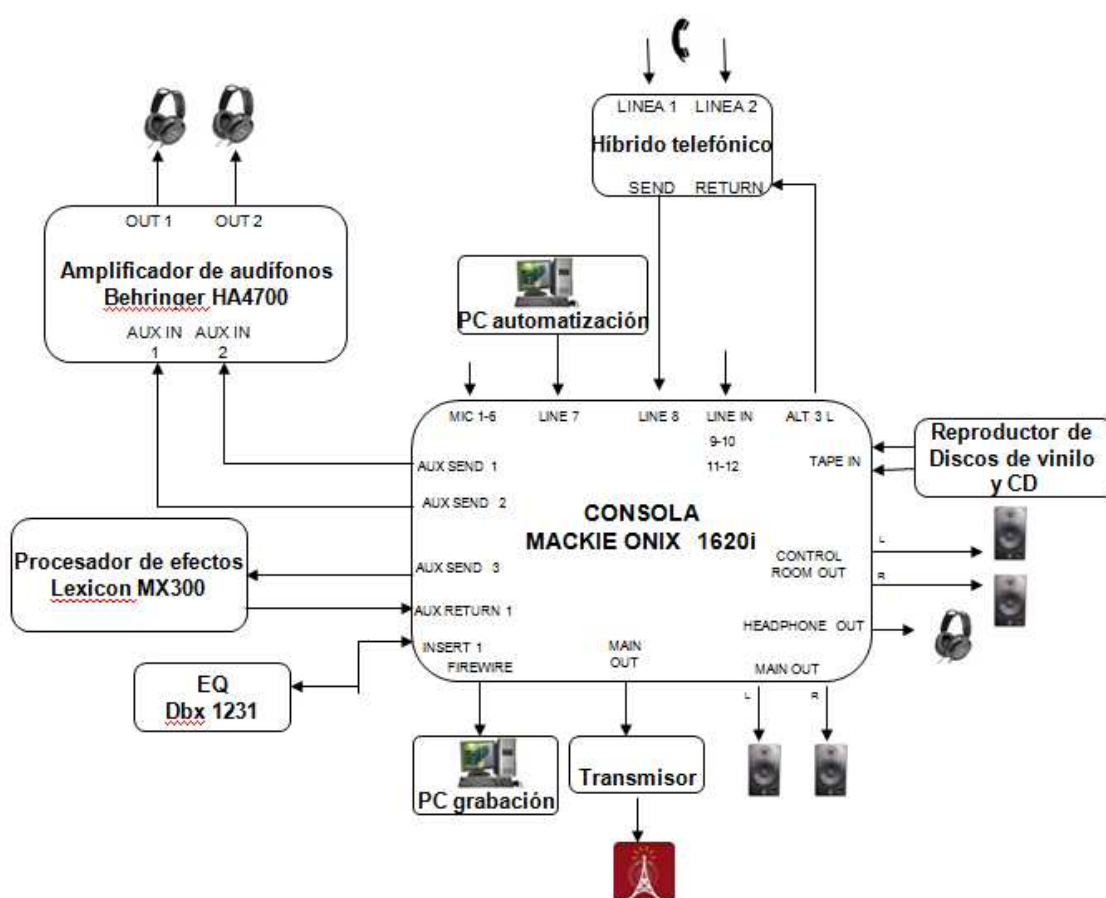 LINEA 1 LINEA 2
Híbrido telefónico
SEND RETURN
OUT 1 OUT 2
Amplificador de audífonos
Behringer HA4700
AUX IN AUX IN
1 2
PC automatización
MIC 1-6 LINE 7 LINE 8 LINE IN ALT 3 L
9-10
11-12
TAPE IN
Reproductor de
Discos de vinilo
y CD
AUX SEND 1
AUX SEND 2
CONSOLA
MACKIE ONIX 1620i
Procesador de efectos
Lexicon MX300
AUX SEND 3
AUX RETURN 1
INSERT 1
FIREWIRE
CONTROL
ROOM OUT
L
R
HEADPHONE OUT
MAIN
OUT
MAIN OUT
L R
EQ
Dbx 1231
PC grabación
Transmisor